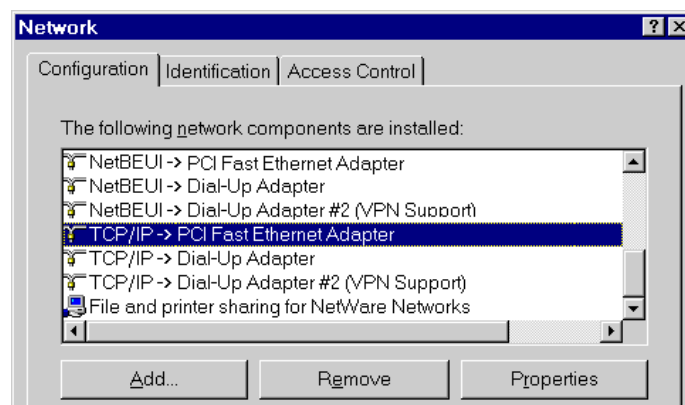 Network
Configuration Identification Access Control
The following network components are installed:
NetBEUI -> PCI Fast Ethernet Adapter
NetBEUI -> Dial-Up Adapter
NetBEUI -> Dial-Up Adapter #2 (VPN Support)
TCP/IP -> PCI Fast Ethernet Adapter
TCP/IP -> Dial-Up Adapter
TCP/IP -> Dial-Up Adapter #2 (VPN Support)
File and printer sharing for NetWare Networks
Add... Remove Properties